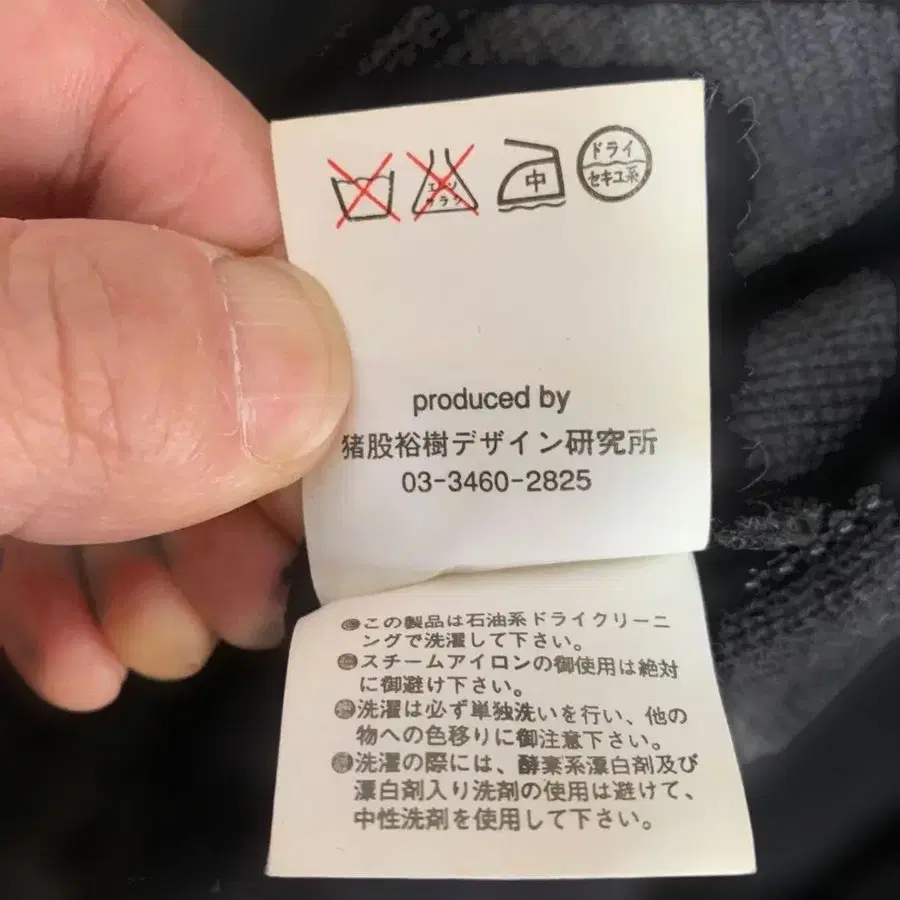 エンソ
サラシ
中
ドライ
セキユ系
produced by
猪股裕樹デザイン研究所
03-3460-2825
この製品は石油系ドライクリーニ
ングで洗濯して下さい。
スチームアイロンの御使用は絶対
に御避け下さい。
洗濯は必ず単独洗いを行い、他の
物への色移りに御注意下さい。
洗濯の際には、酵素系漂白剤及び
漂白剤入り洗剤の使用は避けて、
中性洗剤を使用して下さい。